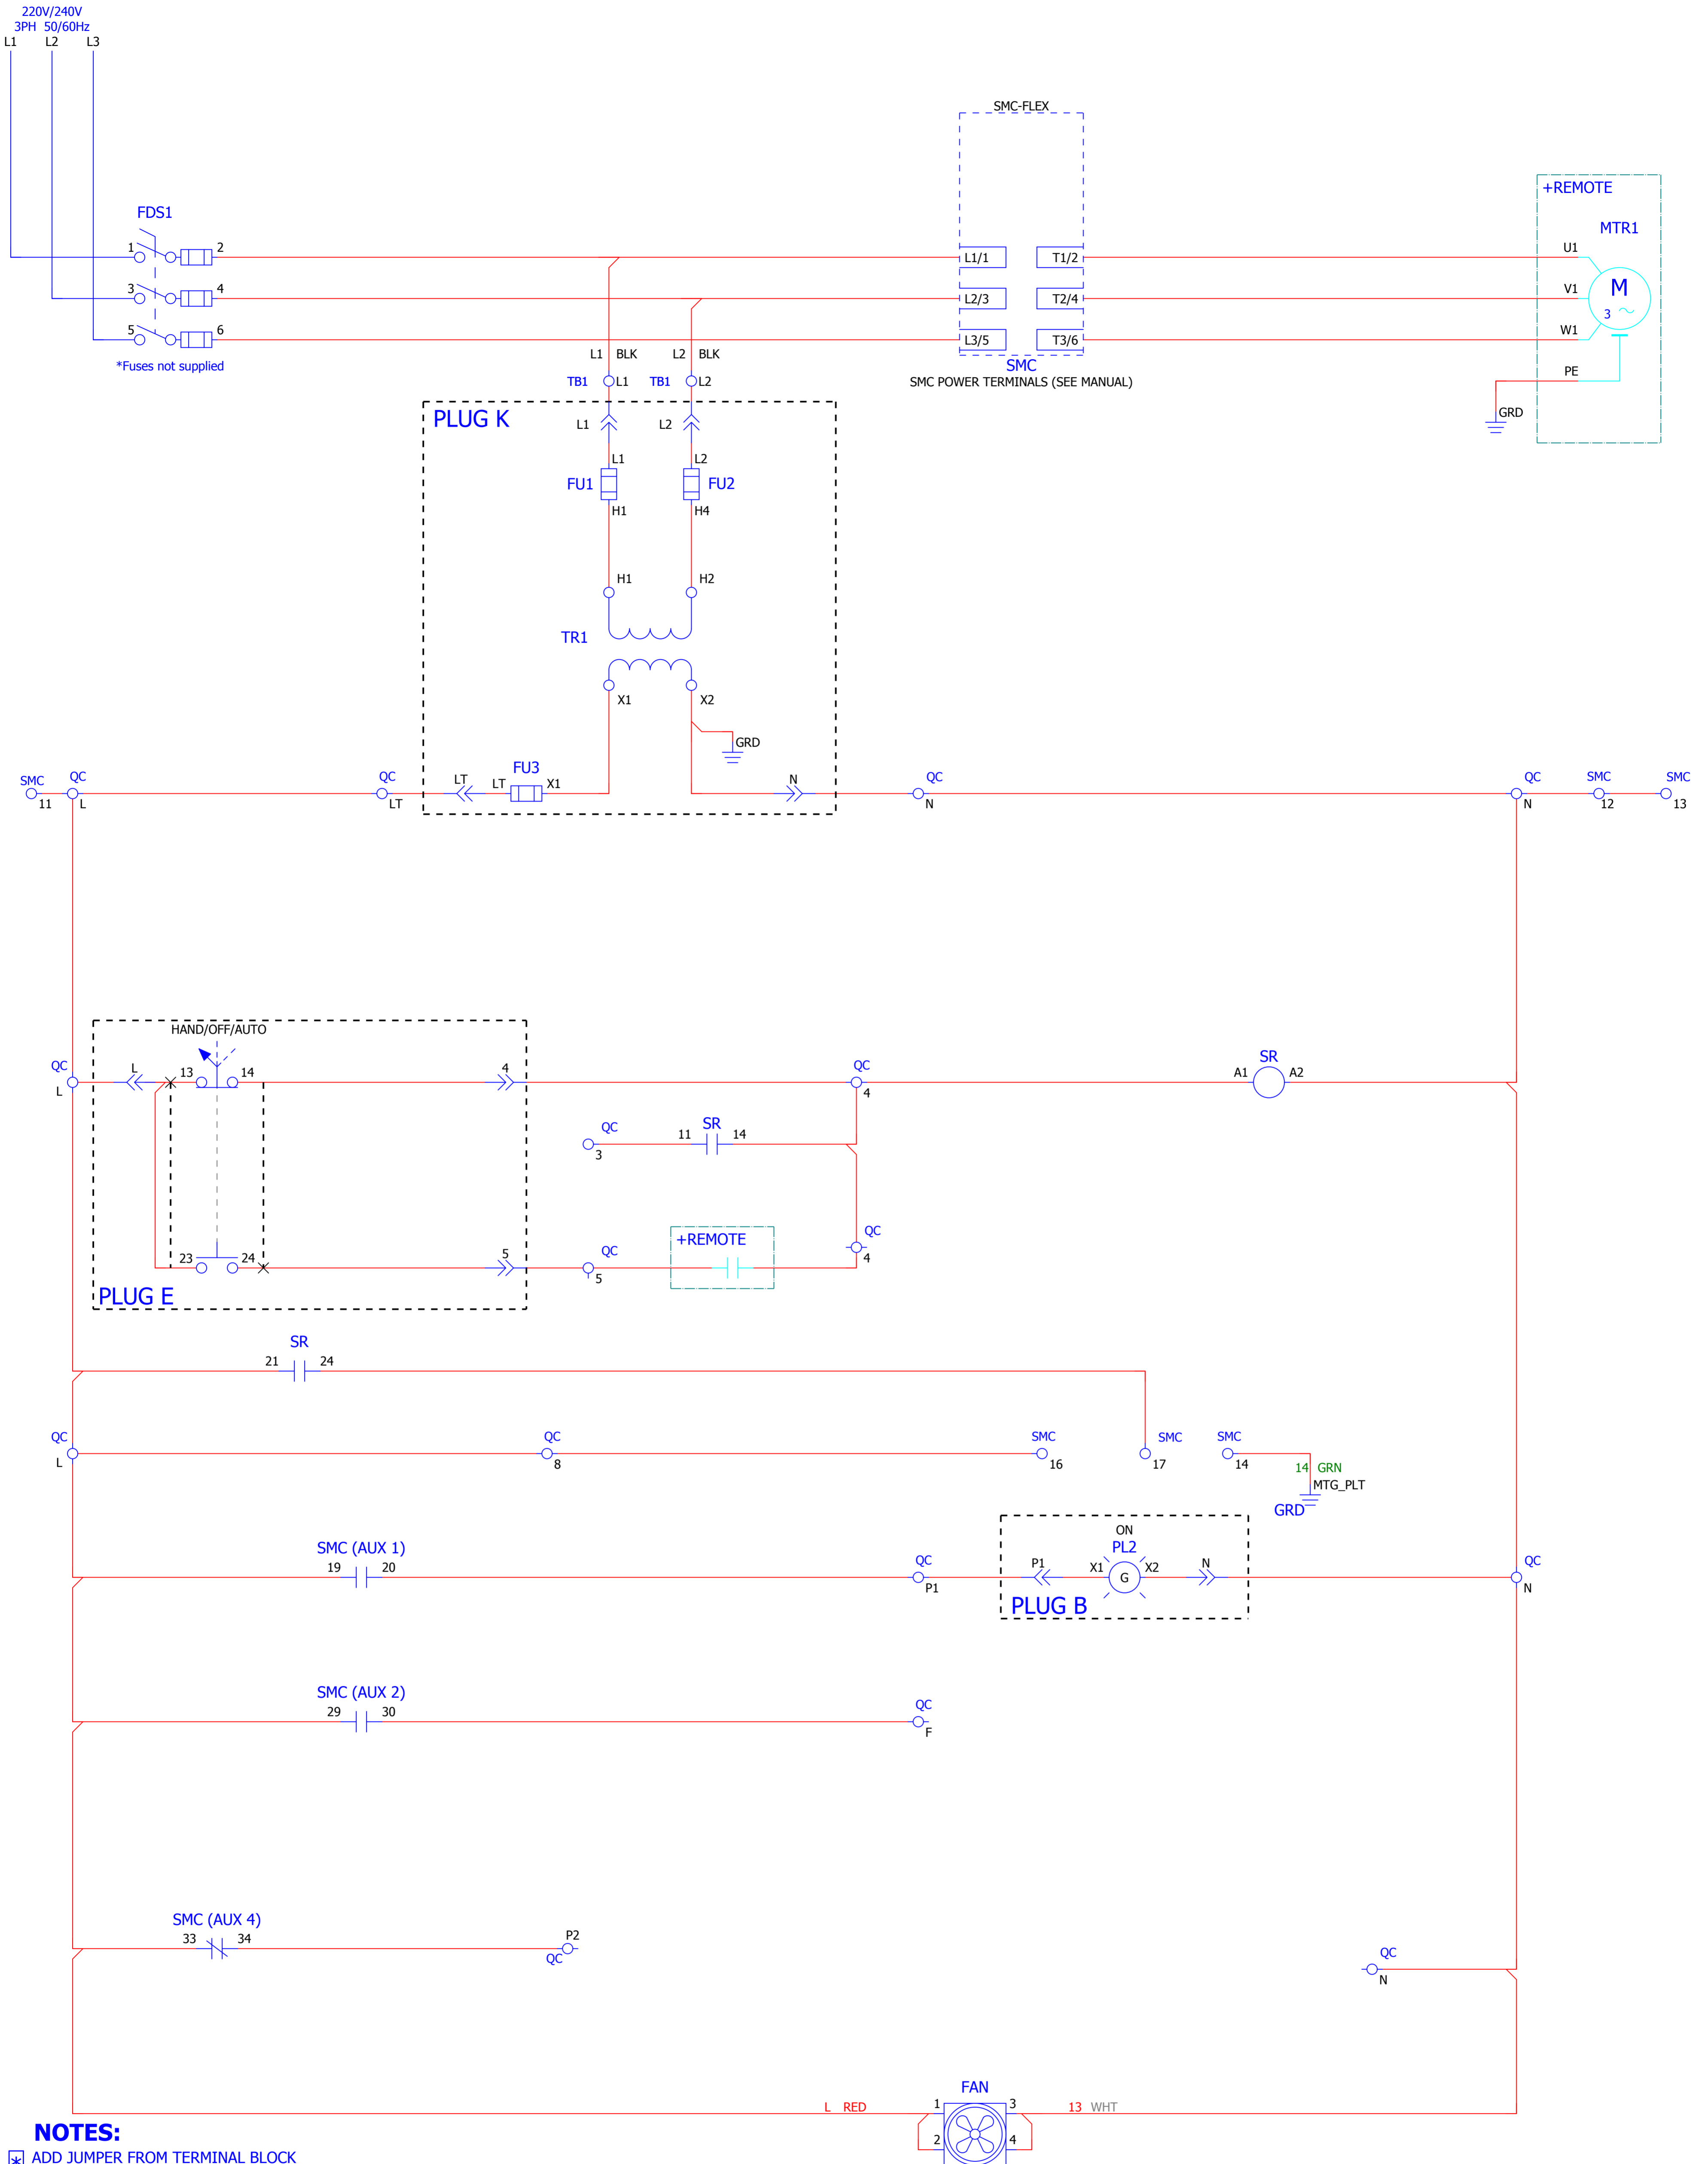 220V/240V
3PH 50/60Hz
L1 L2 L3
SMC-FLEX
+REMOTE
MTR1
FDS1
1 2
L1/1 T1/2
U1
3 4
L2/3 T2/4
V1
M
3
5 6
L3/5 T3/6
W1
*Fuses not supplied
SMC
SMC POWER TERMINALS (SEE MANUAL)
PE
GRD
L1 BLK L2 BLK
TB1 L1 TB1 L2
PLUG K
L1 L2
L1 L2
FU1 FU2
H1 H4
H1 H2
TR1
X1 X2
GRD
SMC QC QC LT LT FU3 X1 N QC QC SMC SMC
11 L LT N N 12 13
HAND/OFF/AUTO
QC L 13 14 4 QC SR
L 4 A1 A2
QC 11 SR 14
3
+REMOTE
QC
4
23 24 5 QC
5
PLUG E
SR
21 24
QC QC SMC SMC SMC
L 8 16 17 14
14 GRN
MTG_PLT
GRD
ON
PL2
SMC (AUX 1)
19 20 QC P1 X1 G X2 N QC
P1 N
PLUG B
SMC (AUX 2)
29 30 QC
F
SMC (AUX 4)
33 34 P2
QC
QC
N
FAN
L RED 1 3 13 WHT
2 4
NOTES:
* ADD JUMPER FROM TERMINAL BLOCK